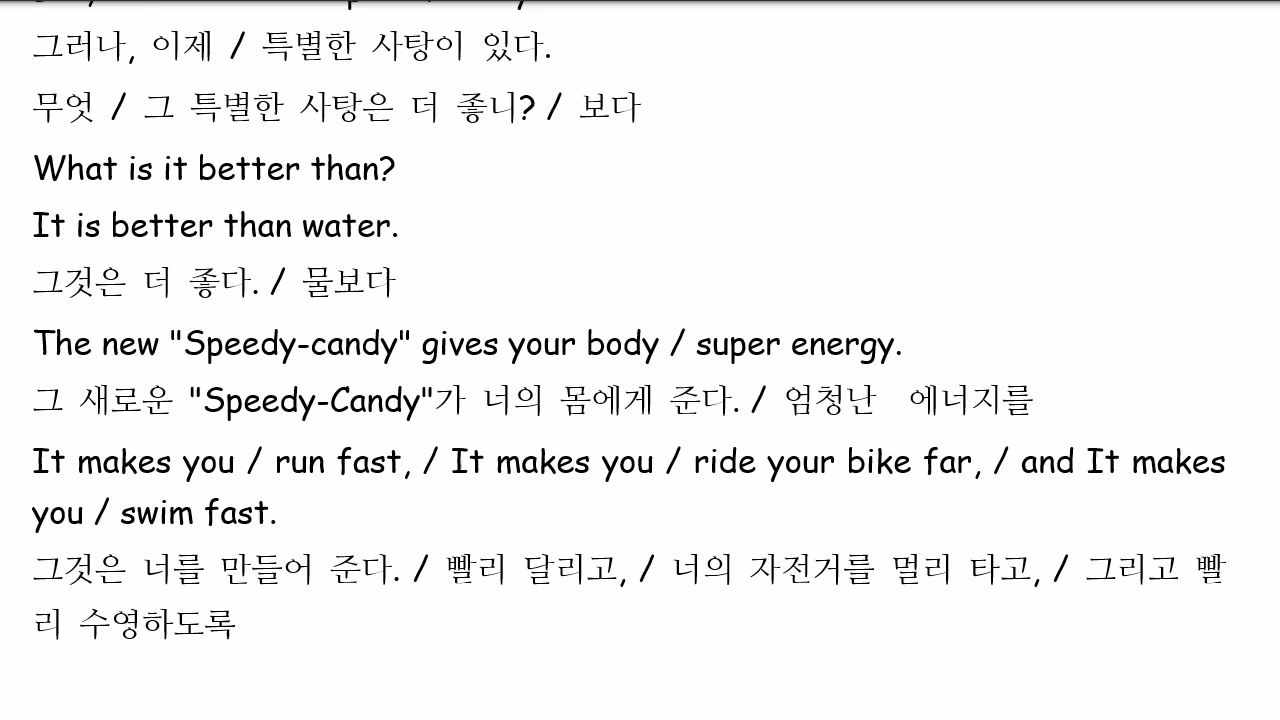 그러나, 이제 / 특별한 사탕이 있다.
무엇 / 그 특별한 사탕은 더 좋니? / 보다
What is it better than?
It is better than water.
그것은 더 좋다. / 물보다
The new "Speedy-candy" gives your body / super energy.
그 새로운 "Speedy-Candy"가 너의 몸에게 준다. / 엄청난 에너지를
It makes you / run fast, / It makes you / ride your bike far, / and It makes
you / swim fast.
그것은 너를 만들어 준다. / 빨리 달리고, / 너의 자전거를 멀리 타고, / 그리고 빨
리 수영하도록